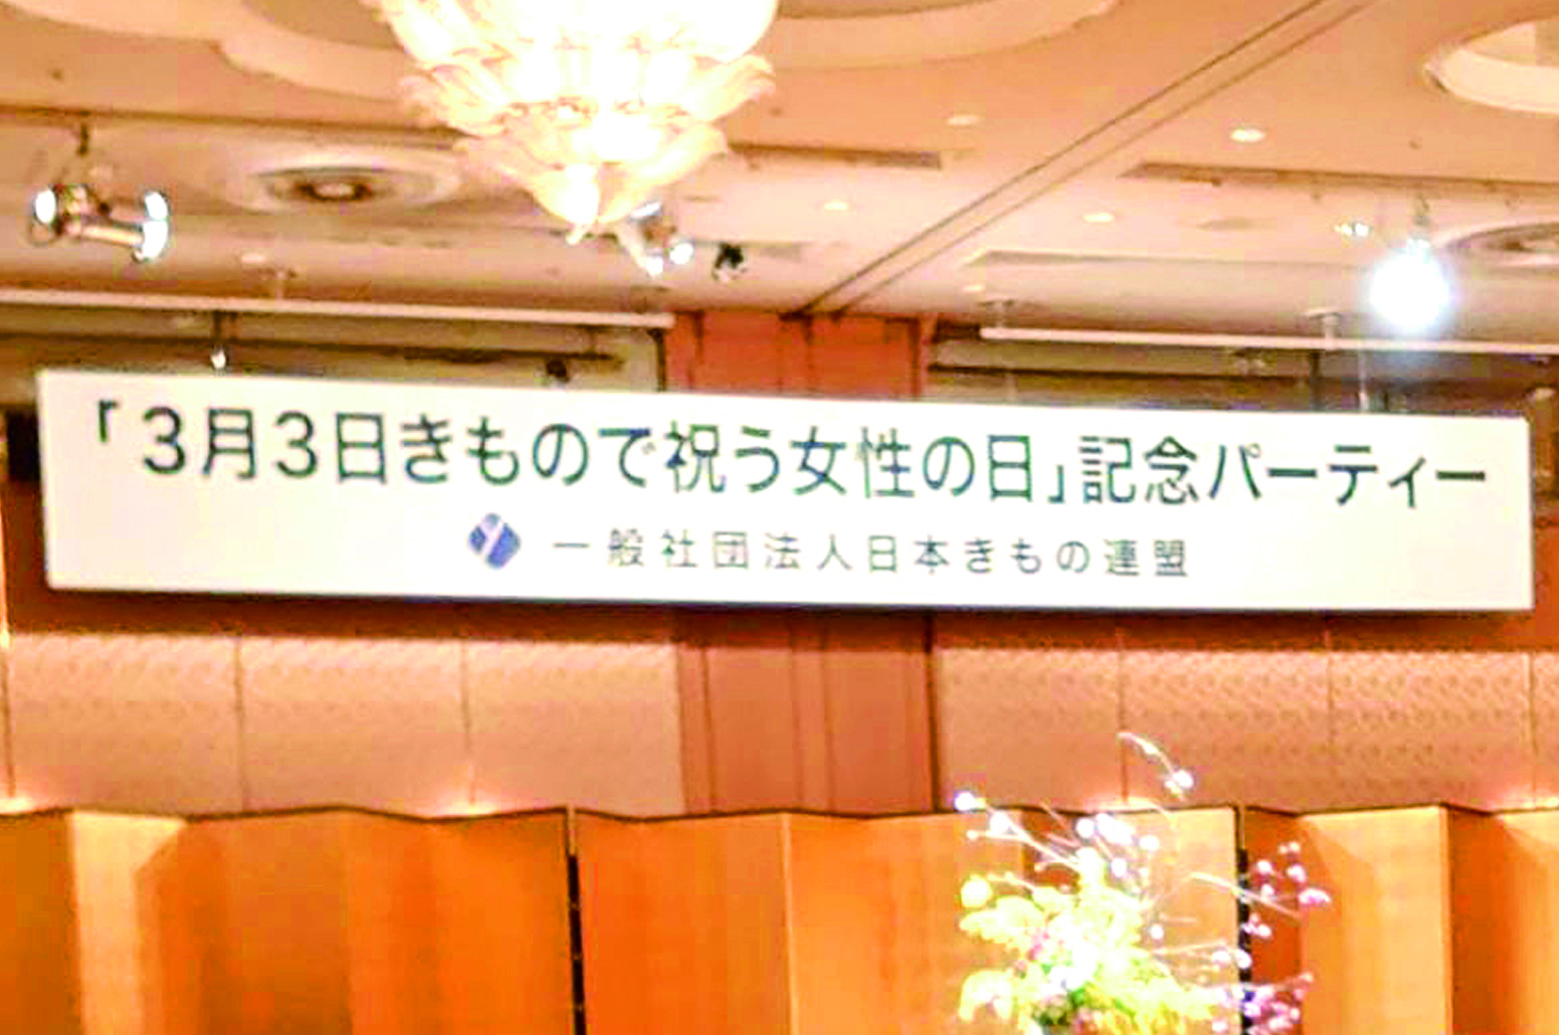 「3月3日きもので祝う女性の日」記念パーティー
一般社団法人日本きもの連盟